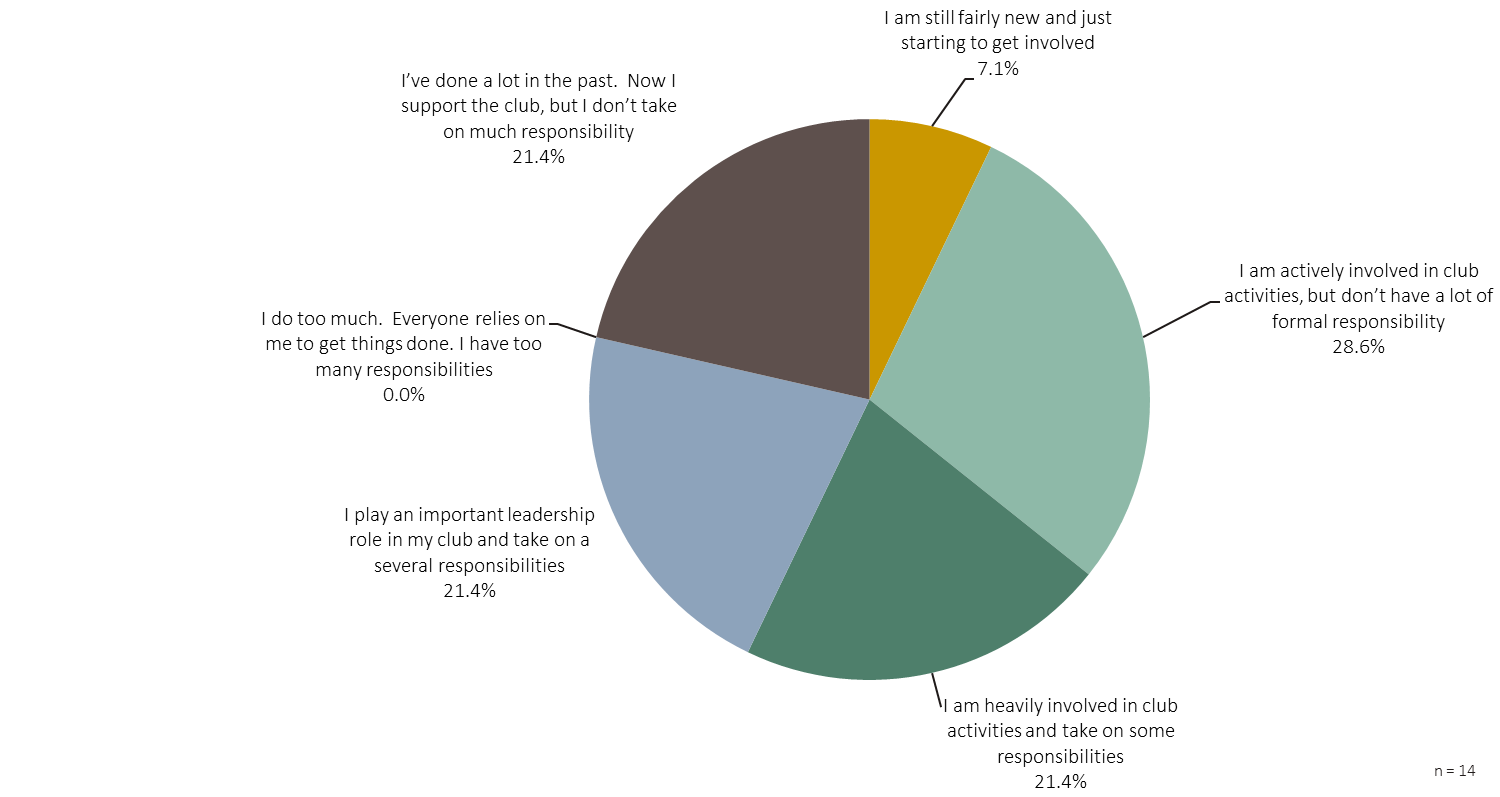 I am still fairly new and just
starting to get involved
7.1%
I am actively involved in club
activities, but don’t have a lot of
formal responsibility
28.6%
I am heavily involved in club
activities and take on some
responsibilities
21.4%
I play an important leadership
role in my club and take on a
several responsibilities
21.4%
I do too much.  Everyone relies on
me to get things done. I have too
many responsibilities
0.0%
I’ve done a lot in the past.  Now I
support the club, but I don’t take
on much responsibility
21.4%
n = 14